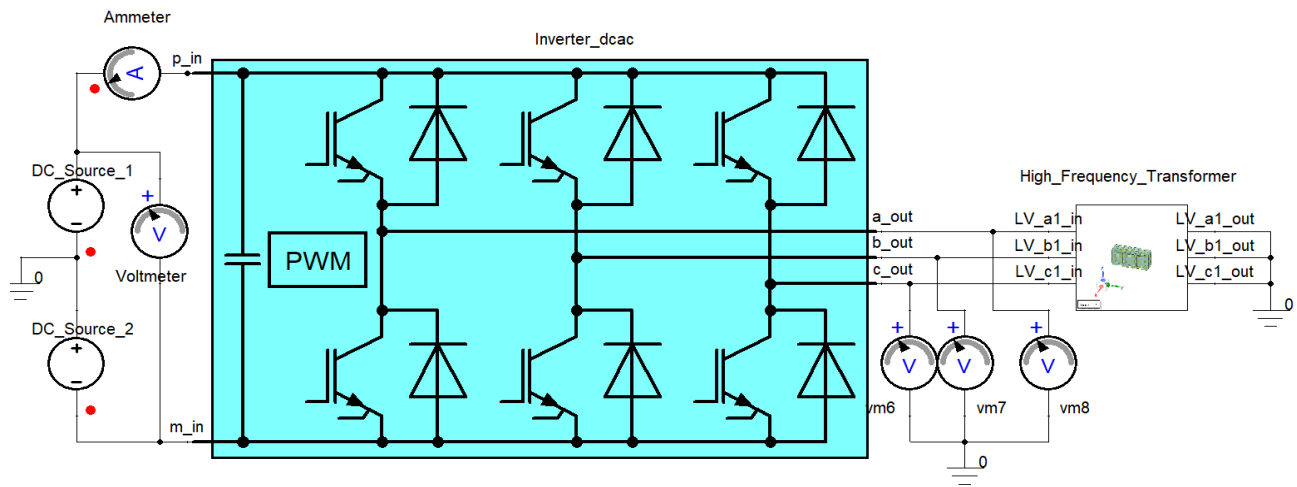 Ammeter
p_in
Inverter_dcac
A
DC_Source_1
+
−
+
V
Voltmeter
0
DC_Source_2
+
−
m_in
PWM
a_out
b_out
c_out
High_Frequency_Transformer
LV_a1_in
LV_b1_in
LV_c1_in
LV_a1_out
LV_b1_out
LV_c1_out
0
+
V
vm6
+
V
vm7
+
V
vm8
0